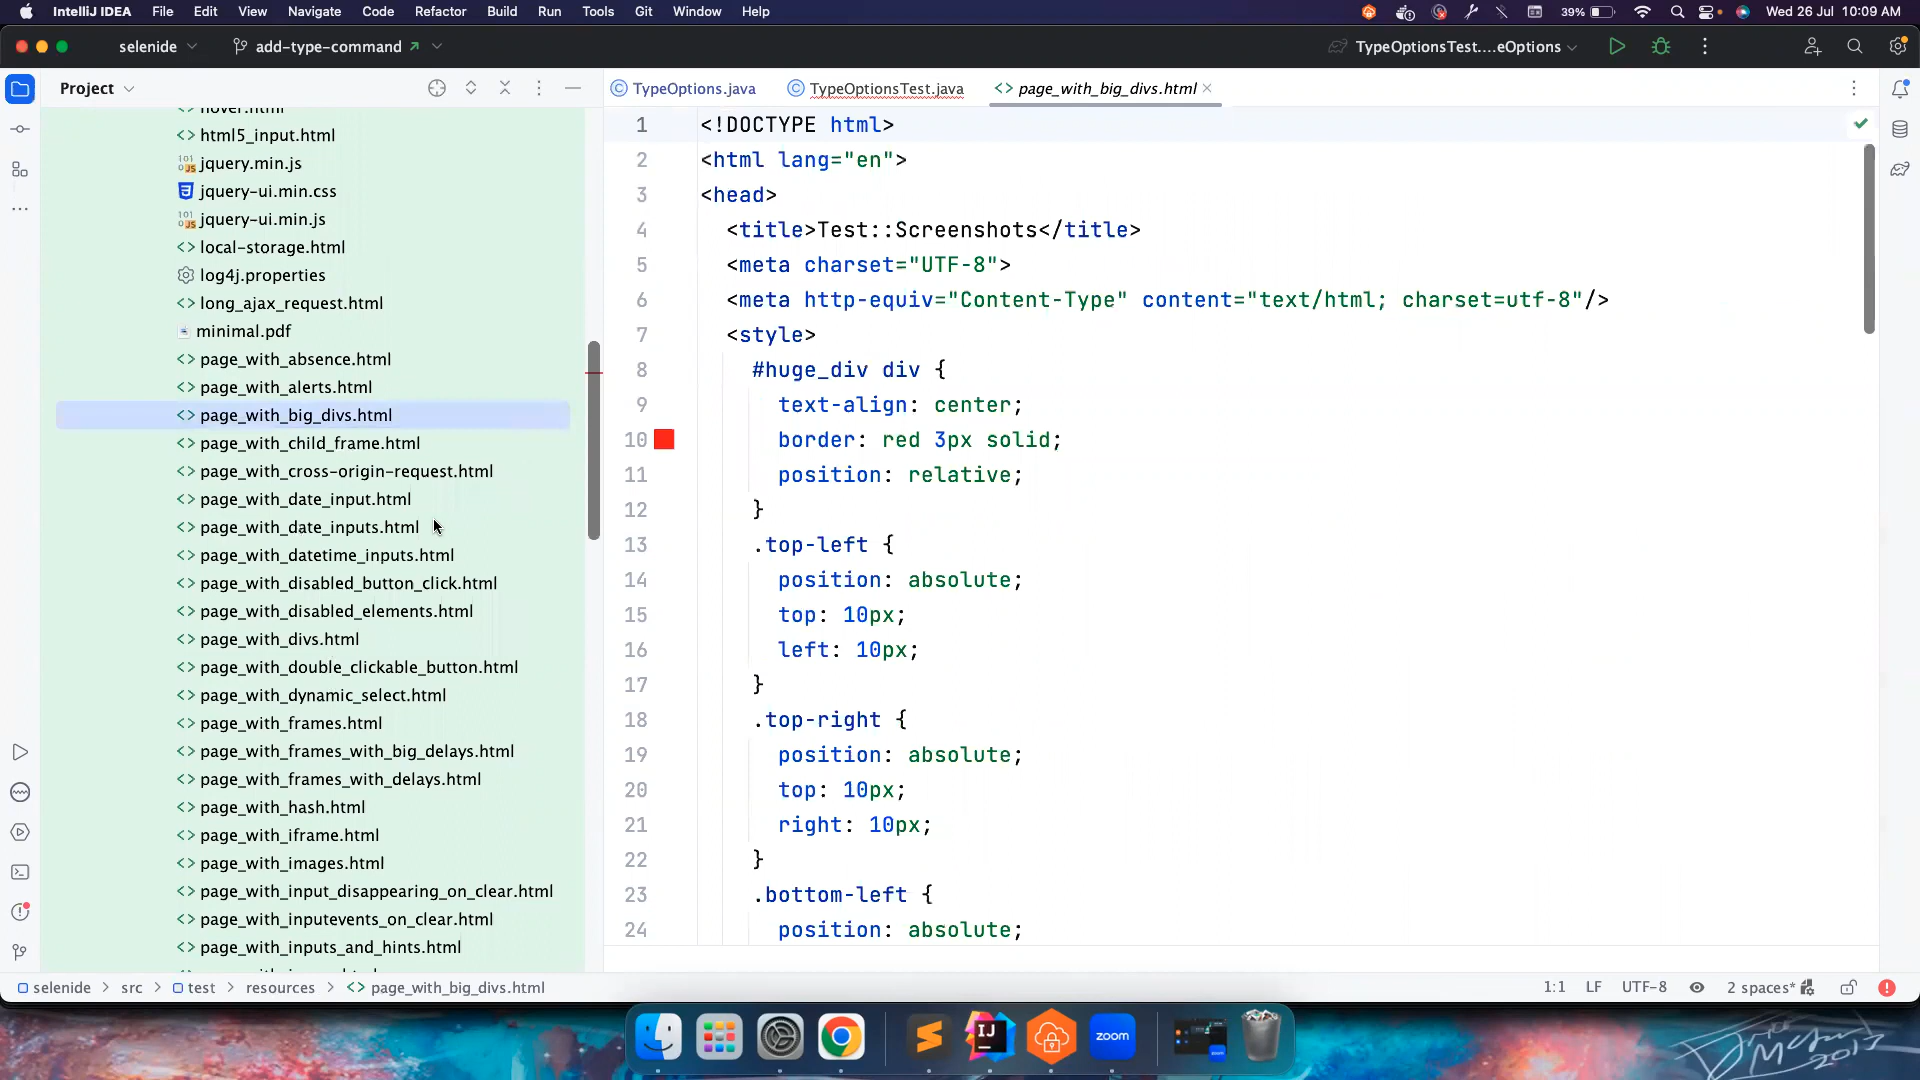 IntelliJ IDEA File Edit View Navigate Code Refactor Build Run Tools Git Window Help 39% Wed 26 Jul 10:09 AM
selenide add-type-command TypeOptionsTest....eOptions
Project TypeOptions.java TypeOptionsTest.java page_with_big_divs.html
hover.html
html5_input.html
jquery.min.js
jquery-ui.min.css
jquery-ui.min.js
local-storage.html
log4j.properties
long_ajax_request.html
minimal.pdf
page_with_absence.html
page_with_alerts.html
page_with_big_divs.html
page_with_child_frame.html
page_with_cross-origin-request.html
page_with_date_input.html
page_with_date_inputs.html
page_with_datetime_inputs.html
page_with_disabled_button_click.html
page_with_disabled_elements.html
page_with_divs.html
page_with_double_clickable_button.html
page_with_dynamic_select.html
page_with_frames.html
page_with_frames_with_big_delays.html
page_with_frames_with_delays.html
page_with_hash.html
page_with_iframe.html
page_with_images.html
page_with_input_disappearing_on_clear.html
page_with_inputevents_on_clear.html
page_with_inputs_and_hints.html
1 <!DOCTYPE html>
2 <html lang="en">
3 <head>
4 <title>Test::Screenshots</title>
5 <meta charset="UTF-8">
6 <meta http-equiv="Content-Type" content="text/html; charset=utf-8"/>
7 <style>
8 #huge_div div {
9 text-align: center;
10 border: red 3px solid;
11 position: relative;
12 }
13 .top-left {
14 position: absolute;
15 top: 10px;
16 left: 10px;
17 }
18 .top-right {
19 position: absolute;
20 top: 10px;
21 right: 10px;
22 }
23 .bottom-left {
24 position: absolute;
selenide > src > test > resources > page_with_big_divs.html 1:1 LF UTF-8 2 spaces*
IJ zoom